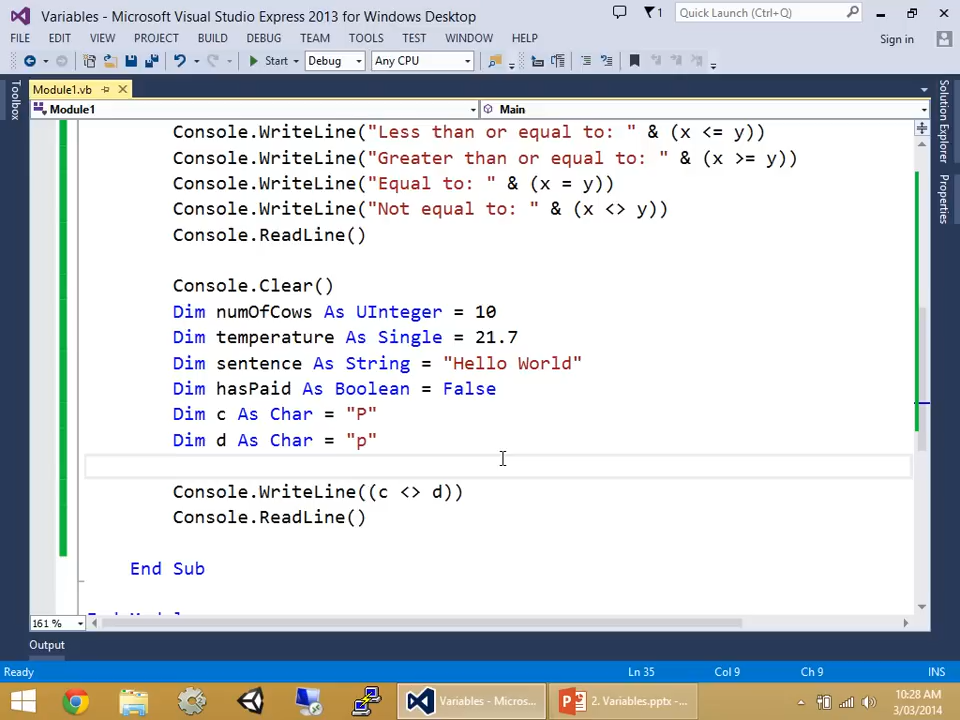 Variables - Microsoft Visual Studio Express 2013 for Windows Desktop
1
Quick Launch (Ctrl+Q)
FILE EDIT VIEW PROJECT BUILD DEBUG TEAM TOOLS TEST WINDOW HELP
Sign in
Start Debug Any CPU
Module1.vb
Toolbox
Solution Explorer
Properties
Module1 Main
Console.WriteLine("Less than or equal to: " & (x <= y))
Console.WriteLine("Greater than or equal to: " & (x >= y))
Console.WriteLine("Equal to: " & (x = y))
Console.WriteLine("Not equal to: " & (x <> y))
Console.ReadLine()
Console.Clear()
Dim numOfCows As UInteger = 10
Dim temperature As Single = 21.7
Dim sentence As String = "Hello World"
Dim hasPaid As Boolean = False
Dim c As Char = "P"
Dim d As Char = "p"
Console.WriteLine((c <> d))
Console.ReadLine()
End Sub
161 %
Output
Ready Ln 35 Col 9 Ch 9 INS
Variables - Micros... 2. Variables.pptx - ... 10:28 AM
3/03/2014